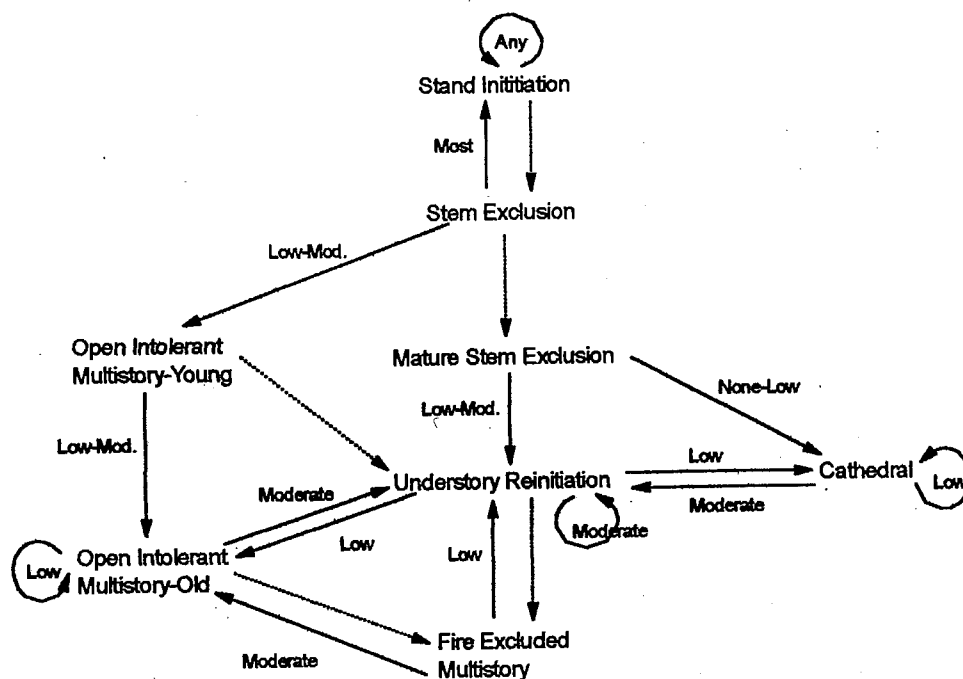 Any
Stand Inititiation
Most
Stem Exclusion
Low-Mod.
Open Intolerant
Multistory-Young
Mature Stem Exclusion
None-Low
Low-Mod.
Low-Mod.
Understory Reinitiation
Low
Cathedral
Low
Moderate
Moderate
Moderate
Low
Low
Open Intolerant
Multistory-Old
Low
Fire Excluded
Multistory
Moderate